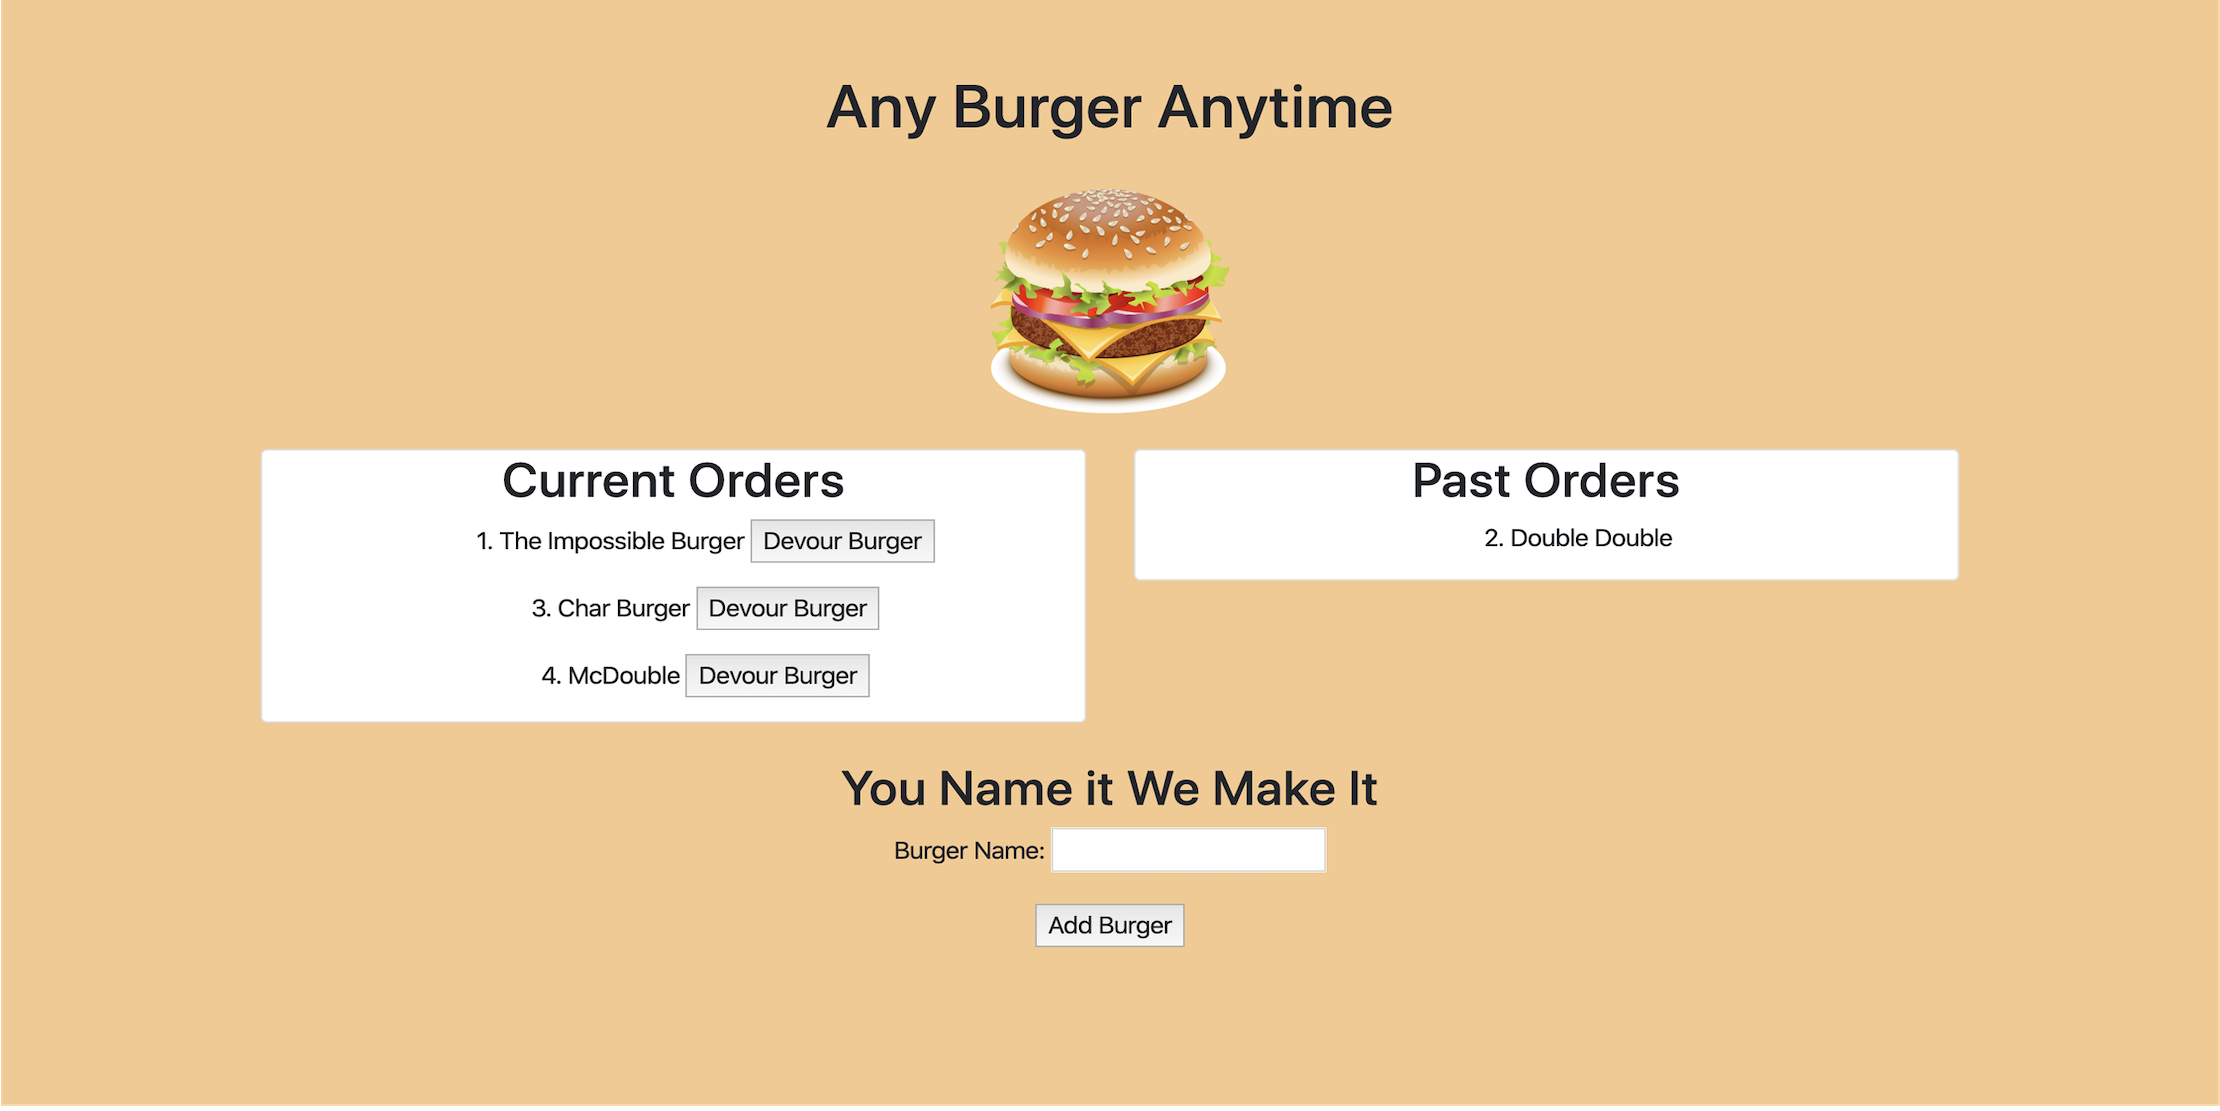 Any Burger Anytime
Current Orders
1. The Impossible Burger Devour Burger
3. Char Burger Devour Burger
4. McDouble Devour Burger
Past Orders
2. Double Double
You Name it We Make It
Burger Name:
Add Burger